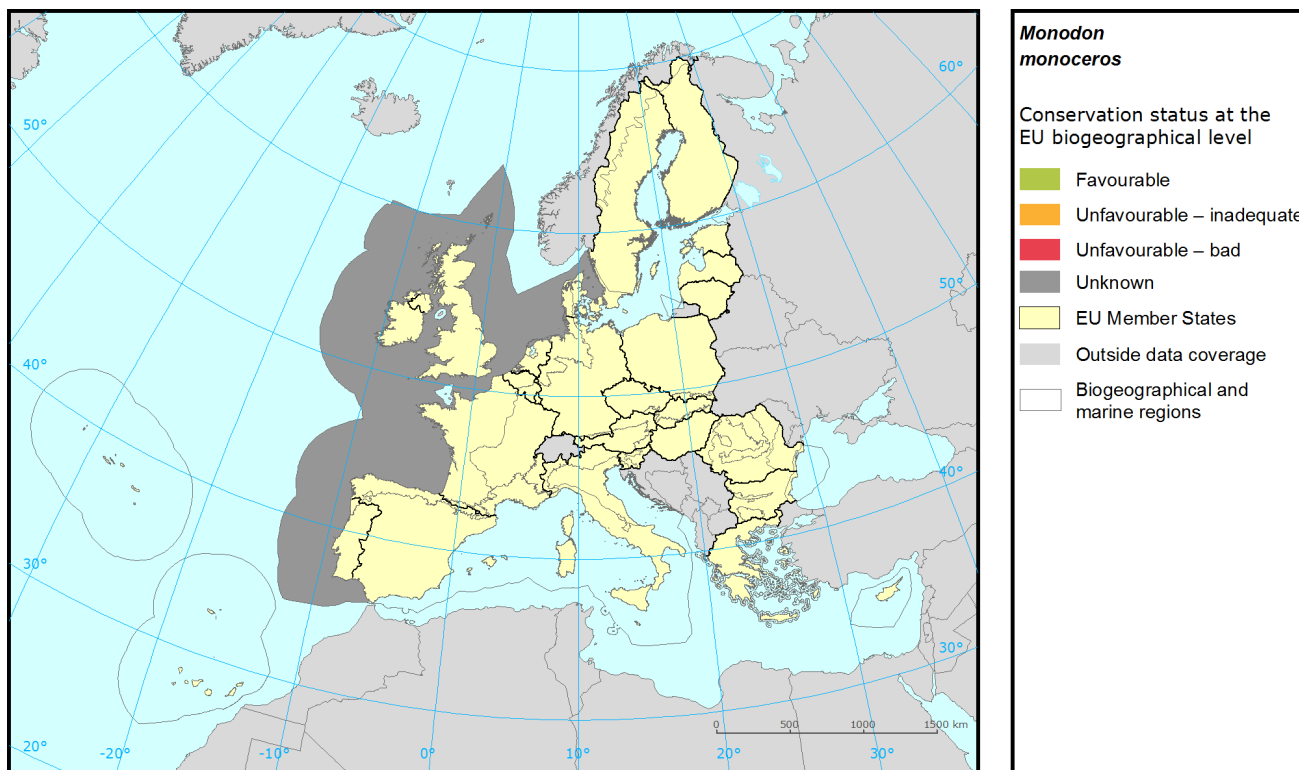 Monodon
monoceros
Conservation status at the
EU biogeographical level
Favourable
Unfavourable – inadequate
Unfavourable – bad
Unknown
EU Member States
Outside data coverage
Biogeographical and
marine regions
60°
50°
50°
40°
40°
30°
30°
20°
-20°
-10°
0°
10°
20°
30°
0 500 1000 1500 km